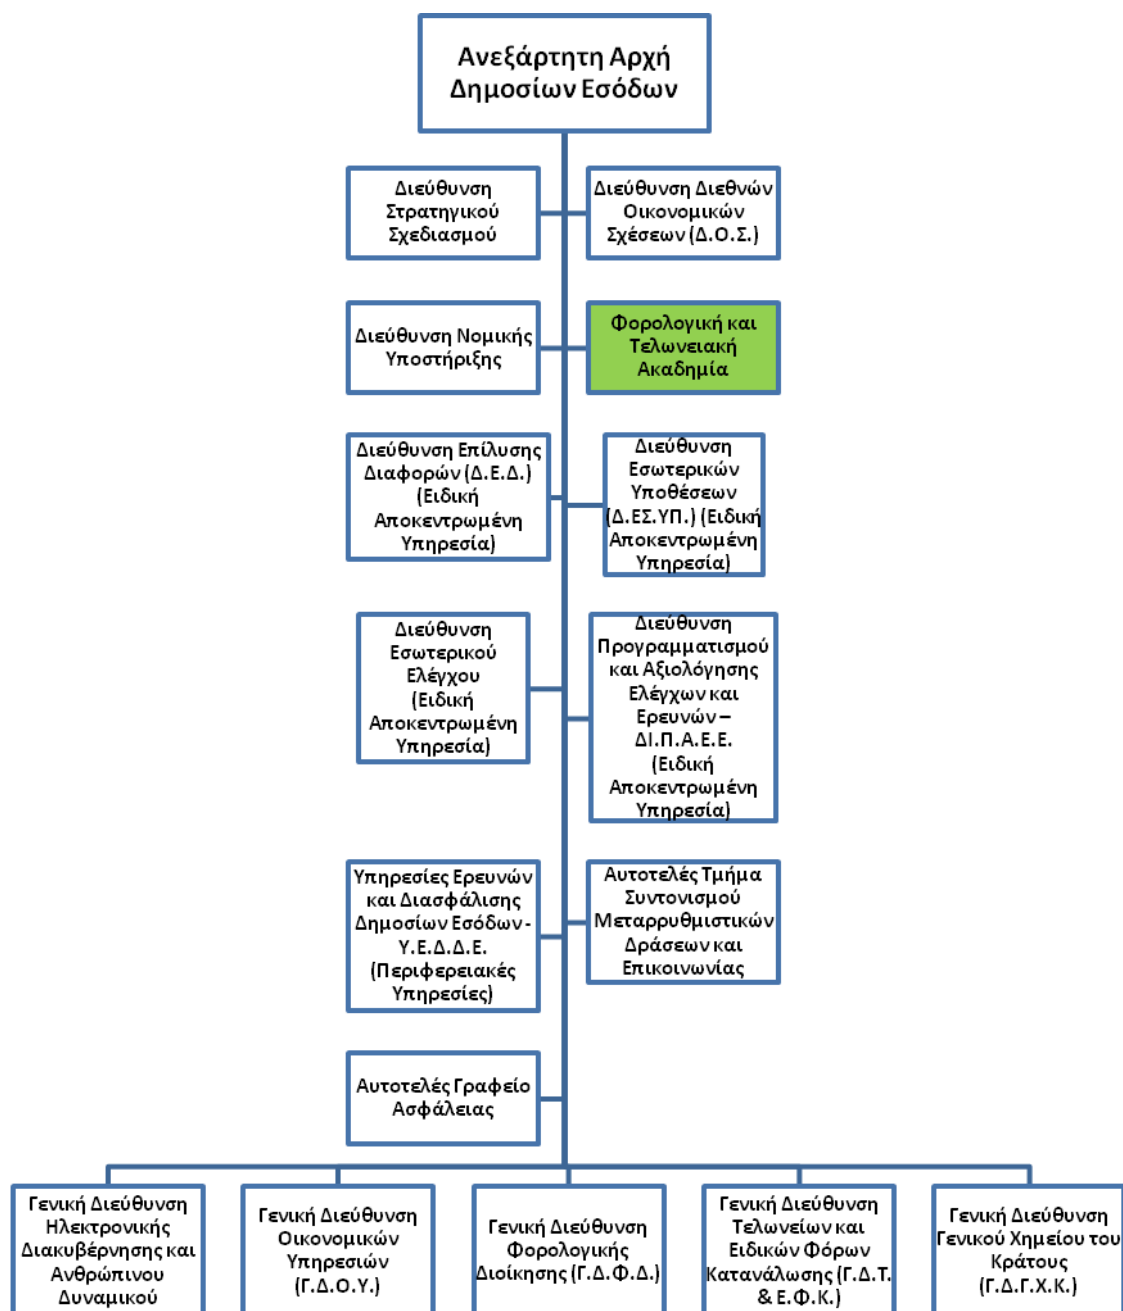 Ανεξάρτητη Αρχή
Δημοσίων Εσόδων
Διεύθυνση
Στρατηγικού
Σχεδιασμού
Διεύθυνση Διεθνών
Οικονομικών
Σχέσεων (Δ.Ο.Σ.)
Διεύθυνση Νομικής
Υποστήριξης
Φορολογική και
Τελωνειακή
Ακαδημία
Διεύθυνση Επίλυσης
Διαφορών (Δ.Ε.Δ.)
(Ειδική
Αποκεντρωμένη
Υπηρεσία)
Διεύθυνση
Εσωτερικών
Υποθέσεων
(Δ.ΕΣ.ΥΠ.) (Ειδική
Αποκεντρωμένη
Υπηρεσία)
Διεύθυνση
Εσωτερικού
Ελέγχου
(Ειδική
Αποκεντρωμένη
Υπηρεσία)
Διεύθυνση
Προγραμματισμού
και Αξιολόγησης
Ελέγχων και
Ερευνών –
ΔΙ.Π.Α.Ε.Ε.
(Ειδική
Αποκεντρωμένη
Υπηρεσία)
Υπηρεσίες Ερευνών
και Διασφάλισης
Δημοσίων Εσόδων -
Υ.Ε.Δ.Δ.Ε.
(Περιφερειακές
Υπηρεσίες)
Αυτοτελές Τμήμα
Συντονισμού
Μεταρρυθμιστικών
Δράσεων και
Επικοινωνίας
Αυτοτελές Γραφείο
Ασφάλειας
Γενική Διεύθυνση
Ηλεκτρονικής
Διακυβέρνησης και
Ανθρώπινου
Δυναμικού
Γενική Διεύθυνση
Οικονομικών
Υπηρεσιών
(Γ.Δ.Ο.Υ.)
Γενική Διεύθυνση
Φορολογικής
Διοίκησης (Γ.Δ.Φ.Δ.)
Γενική Διεύθυνση
Τελωνείων και
Ειδικών Φόρων
Κατανάλωσης (Γ.Δ.Τ.
& Ε.Φ.Κ.)
Γενική Διεύθυνση
Γενικού Χημείου του
Κράτους
(Γ.Δ.Γ.Χ.Κ.)